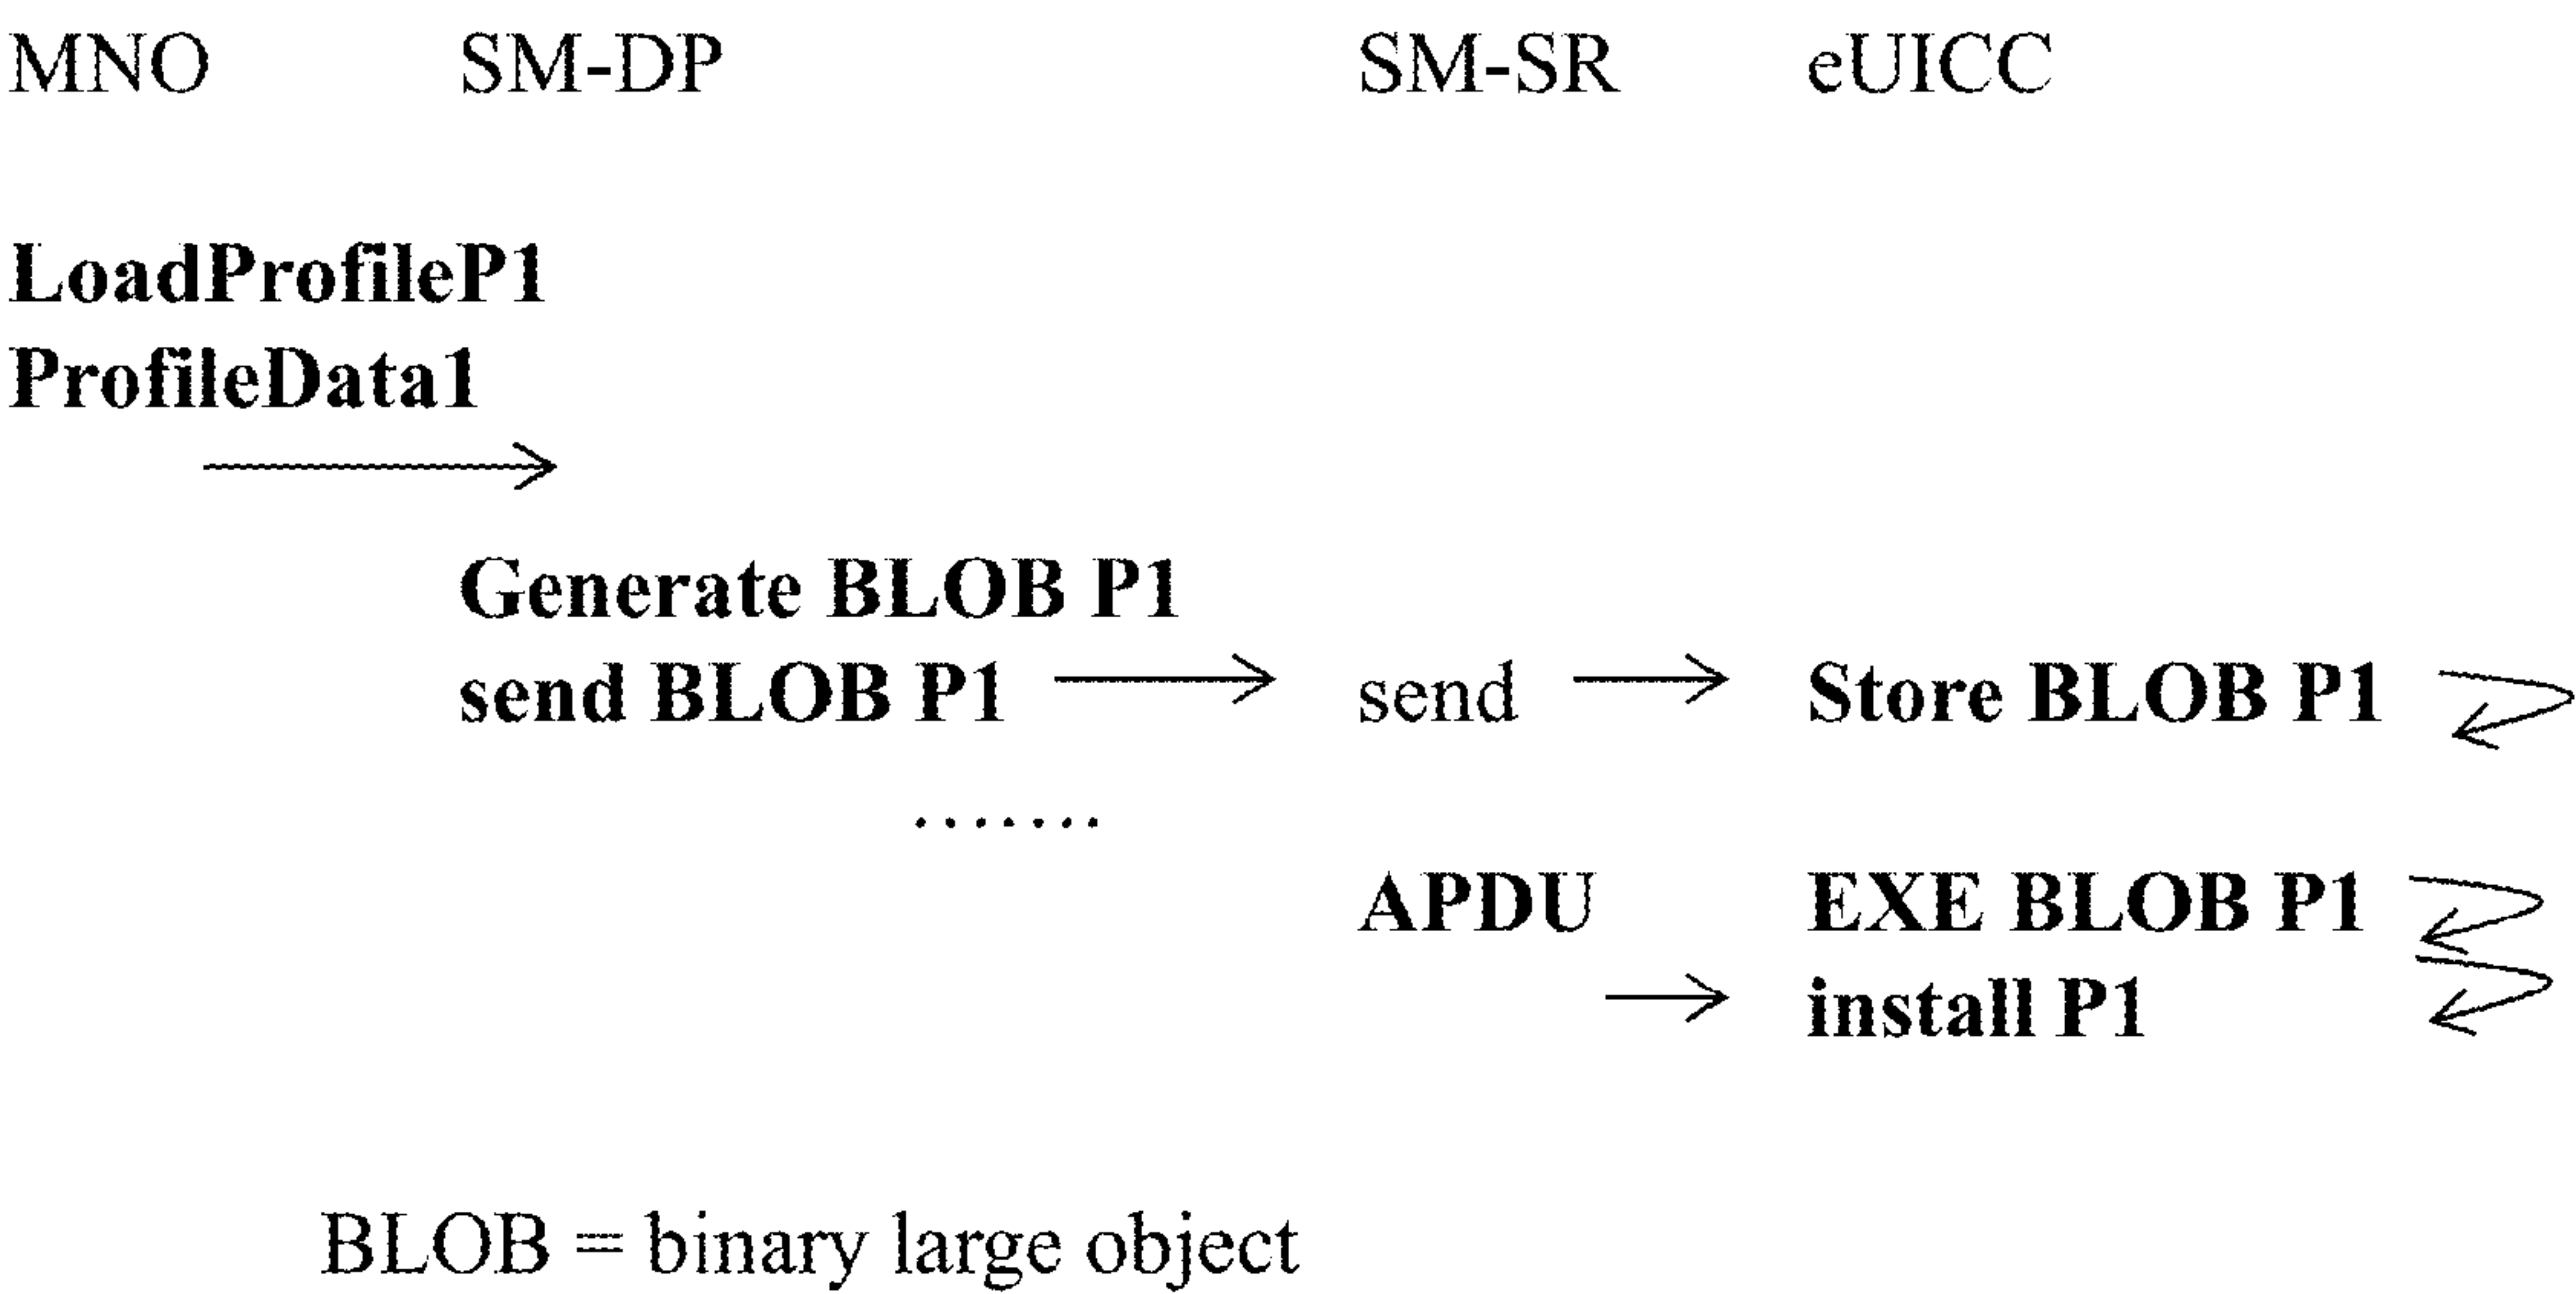 MNO SM-DP SM-SR eUICC
LoadProfileP1
ProfileData1
Generate BLOB P1
send BLOB P1 send Store BLOB P1
.......
APDU EXE BLOB P1
install P1
BLOB = binary large object